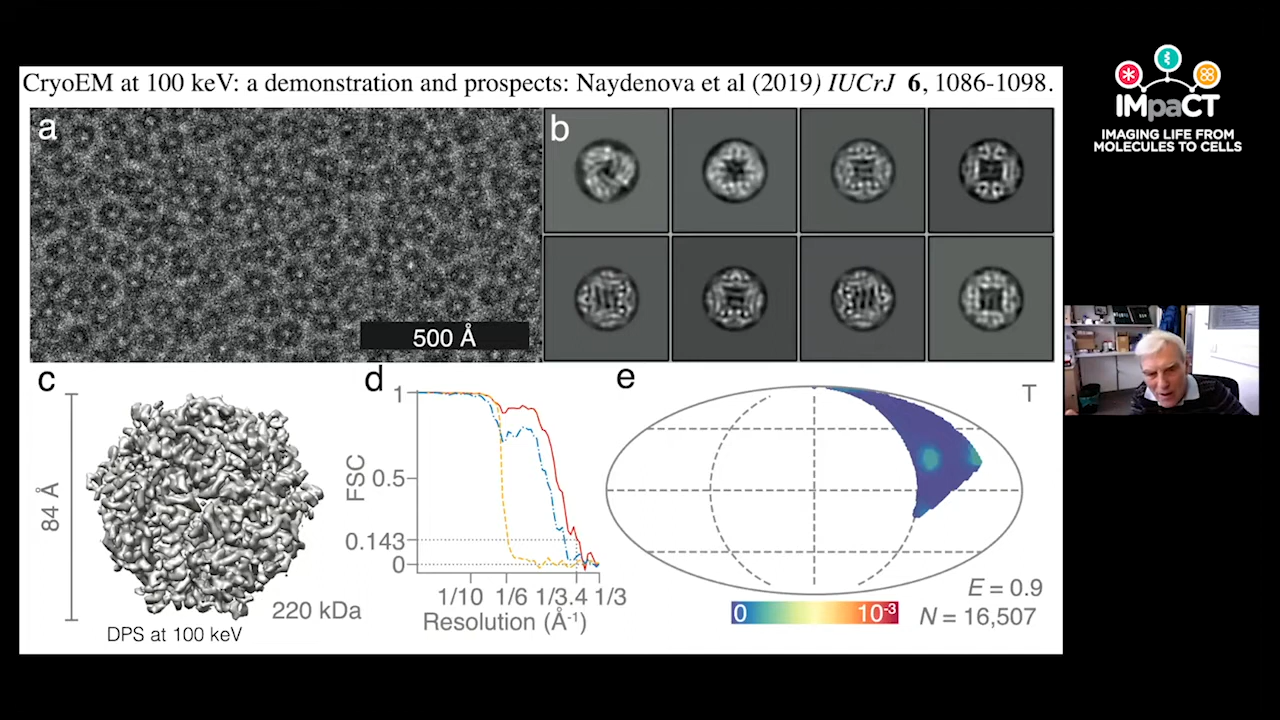 CryoEM at 100 keV: a demonstration and prospects: Naydenova et al (2019) IUCrJ 6, 1086-1098.
IMpaCT
IMAGING LIFE FROM
MOLECULES TO CELLS
a
500 Å
b
c
84 Å
220 kDa
DPS at 100 keV
d
1
0.5
0.143
0
FSC
1/10 1/6 1/3.4 1/3
Resolution (Å-1)
e
T
0
10-3
E = 0.9
N = 16,507